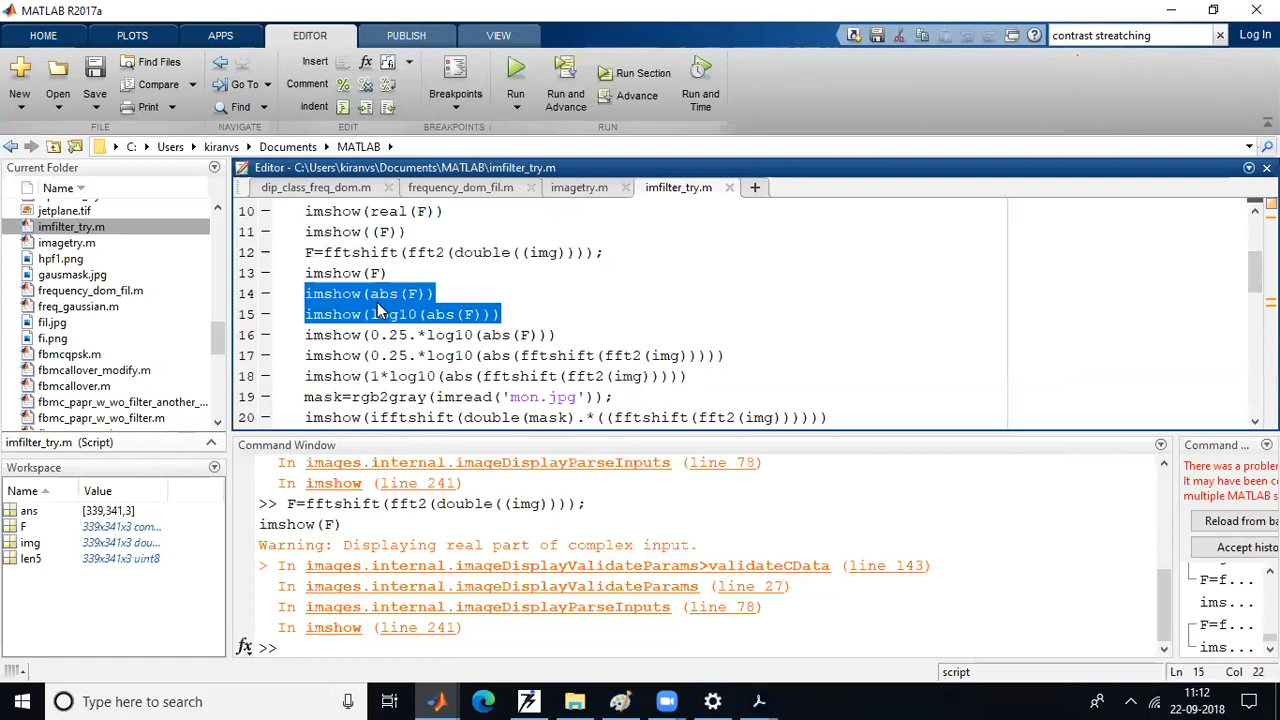 MATLAB R2017a
HOME PLOTS APPS EDITOR PUBLISH VIEW contrast streatching Log In
New Open Save Find Files Compare Print Go To Find Insert Comment Indent fx Breakpoints Run Run and Advance Run Section Advance Run and Time
FILE NAVIGATE EDIT BREAKPOINTS RUN
C: Users kiranvs Documents MATLAB
Current Folder
Name
jetplane.tif
imfilter_try.m
imagetry.m
hpf1.png
gausmask.jpg
frequency_dom_fil.m
freq_gaussian.m
fil.jpg
fi.png
fbmcqpsk.m
fbmcallover_modify.m
fbmcallover.m
fbmc_papr_w_wo_filter_another_...
fbmc_papr_w_wo_filter.m
imfilter_try.m (Script)
Workspace
Name Value
ans [339,341,3]
F 339x341x3 com...
img 339x341x3 dou...
len5 339x341x3 uint8
Editor - C:\Users\kiranvs\Documents\MATLAB\imfilter_try.m
dip_class_freq_dom.m frequency_dom_fil.m imagetry.m imfilter_try.m
10 – imshow(real(F))
11 – imshow((F))
12 – F=fftshift(fft2(double((img))));
13 – imshow(F)
14 – imshow(abs(F))
15 – imshow(log10(abs(F)))
16 – imshow(0.25.*log10(abs(F)))
17 – imshow(0.25.*log10(abs(fftshift(fft2(img)))))
18 – imshow(1*log10(abs(fftshift(fft2(img)))))
19 – mask=rgb2gray(imread('mon.jpg'));
20 – imshow(ifftshift(double(mask).*((fftshift(fft2(img))))))
Command Window
In images.internal.imageDisplayParseInputs (line 78)
In imshow (line 241)
>> F=fftshift(fft2(double((img))));
imshow(F)
Warning: Displaying real part of complex input.
> In images.internal.imageDisplayValidateParams>validateCData (line 143)
In images.internal.imageDisplayValidateParams (line 27)
In images.internal.imageDisplayParseInputs (line 78)
In imshow (line 241)
fx >>
Command ...
There was a problem
It may have been c
multiple MATLAB s
Reload from ba
Accept histo
F=f...
ims...
F=f...
ims...
script Ln 15 Col 22
Type here to search
11:12
22-09-2018